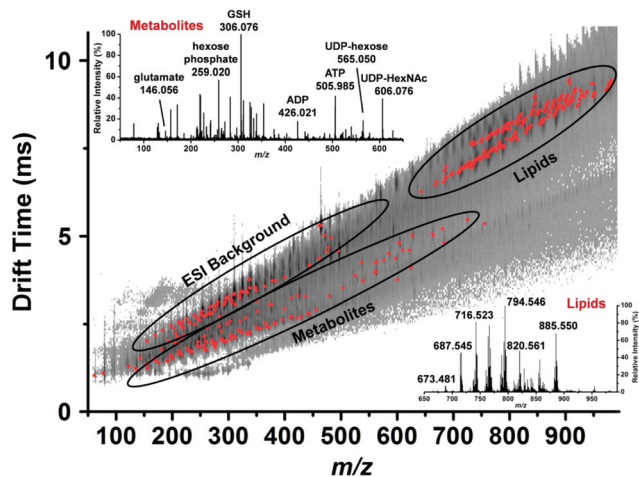 Metabolites
GSH
306.076
hexose
phosphate
259.020
glutamate
146.056
UDP-hexose
565.050
ATP
505.985
UDP-HexNAc
606.076
ADP
426.021
Relative Intensity (%)
100
80
60
40
20
0
100 200 300 400 500 600
m/z
Drift Time (ms)
10
5
0
ESI Background
Metabolites
Lipids
Lipids
794.546
716.523
885.550
687.545
820.561
673.481
Relative Intensity (%)
100
80
60
40
20
0
650 700 750 800 850 900 950
m/z
100 200 300 400 500 600 700 800 900
m/z